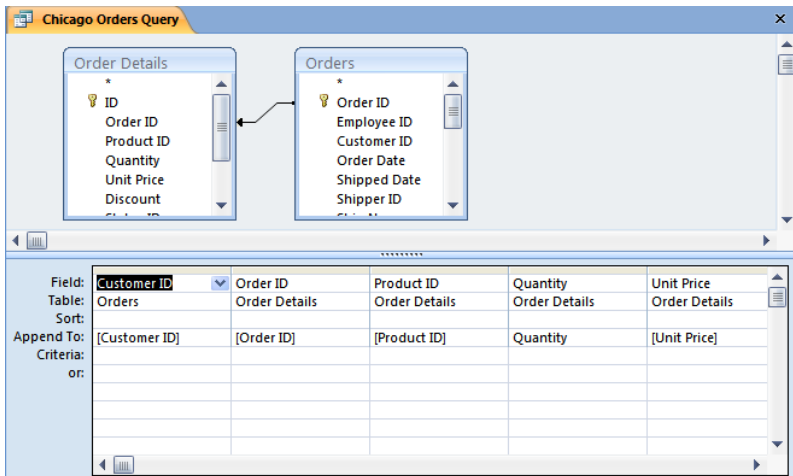 Chicago Orders Query
Order Details
*
ID
Order ID
Product ID
Quantity
Unit Price
Discount
Orders
*
Order ID
Employee ID
Customer ID
Order Date
Shipped Date
Shipper ID
Field: Customer ID Order ID Product ID Quantity Unit Price
Table: Orders Order Details Order Details Order Details Order Details
Sort:
Append To: [Customer ID] [Order ID] [Product ID] Quantity [Unit Price]
Criteria:
or: